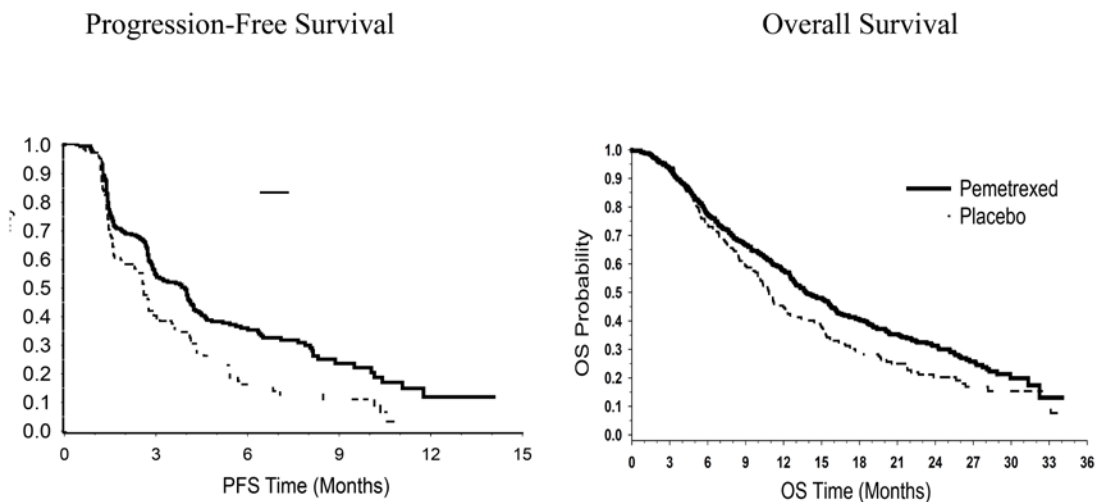 Progression-Free Survival
1.0
0.9
0.8
0.7
0.6
0.5
0.4
0.3
0.2
0.1
0.0
0 3 6 9 12 15
PFS Time (Months)
Overall Survival
OS Probability
1.0
0.9
0.8
0.7
0.6
0.5
0.4
0.3
0.2
0.1
0.0
Pemetrexed
Placebo
0 3 6 9 12 15 18 21 24 27 30 33 36
OS Time (Months)